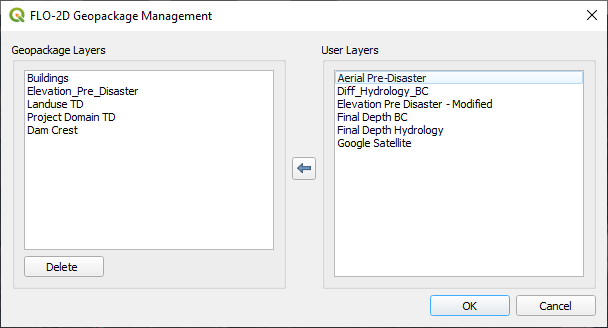 FLO-2D Geopackage Management
Geopackage Layers
Buildings
Elevation_Pre_Disaster
Landuse TD
Project Domain TD
Dam Crest
Delete
User Layers
Aerial Pre-Disaster
Diff_Hydrology_BC
Elevation Pre Disaster - Modified
Final Depth BC
Final Depth Hydrology
Google Satellite
OK
Cancel